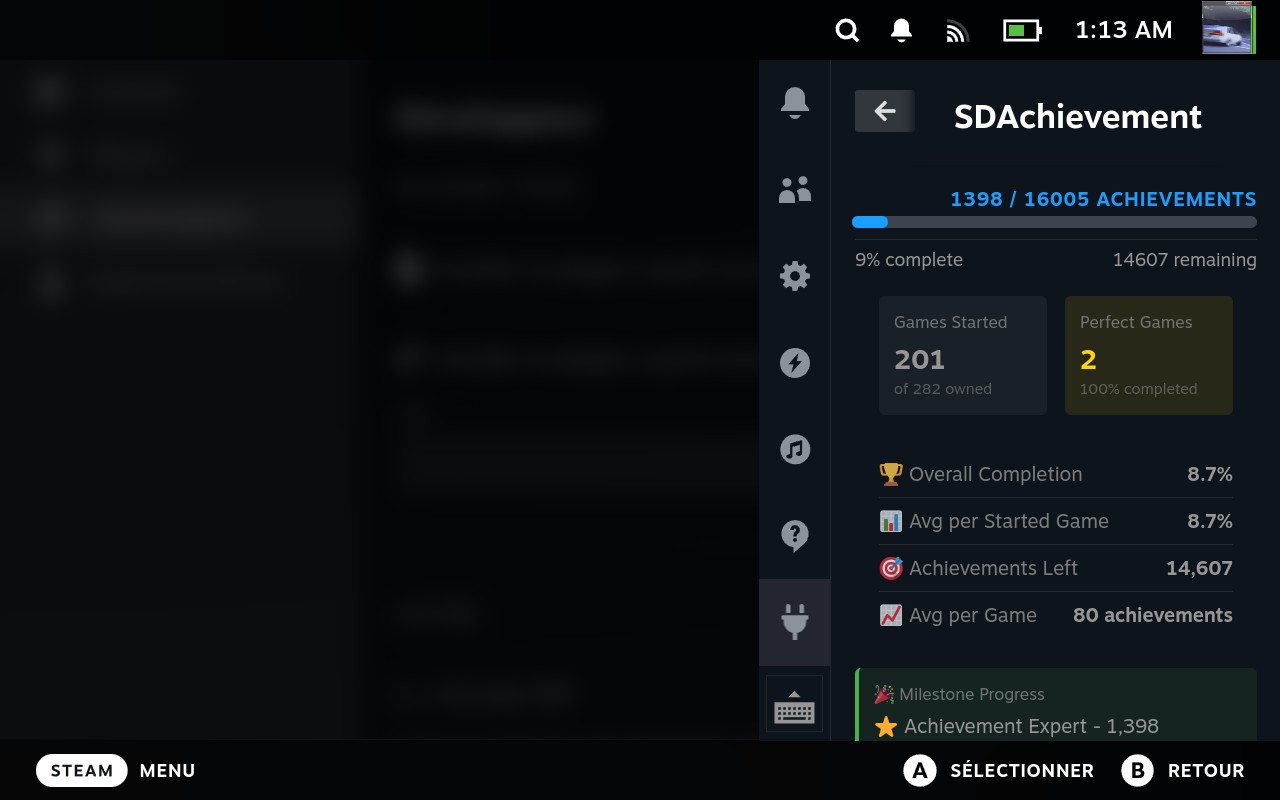 1:13 AM
SDAchievement
1398 / 16005 ACHIEVEMENTS
9% complete
14607 remaining
Games Started
201
of 282 owned
Perfect Games
2
100% completed
Overall Completion
8.7%
Avg per Started Game
8.7%
Achievements Left
14,607
Avg per Game
80 achievements
Milestone Progress
Achievement Expert - 1,398
STEAM MENU
A SÉLECTIONNER
B RETOUR